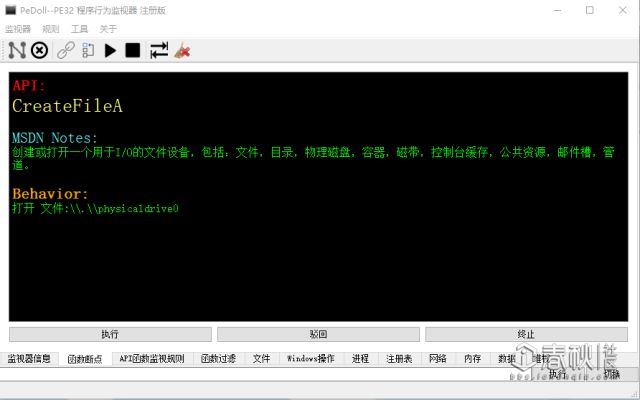 PeDoll--PE32 程序行为监视器 注册版
监视器 规则 工具 关于
API:
CreateFileA
MSDN Notes:
创建或打开一个用于I/O的文件设备，包括：文件，目录，物理磁盘，容器，磁带，控制台缓存，公共资源，邮件槽，管
道。
Behavior:
打开 文件:\\.\\physicaldrive0
执行 驳回 终止
监视器信息 函数断点 API函数监视规则 函数过滤 文件 Windows操作 进程 注册表 网络 内存 数据 堆栈
春秋
执行 切换